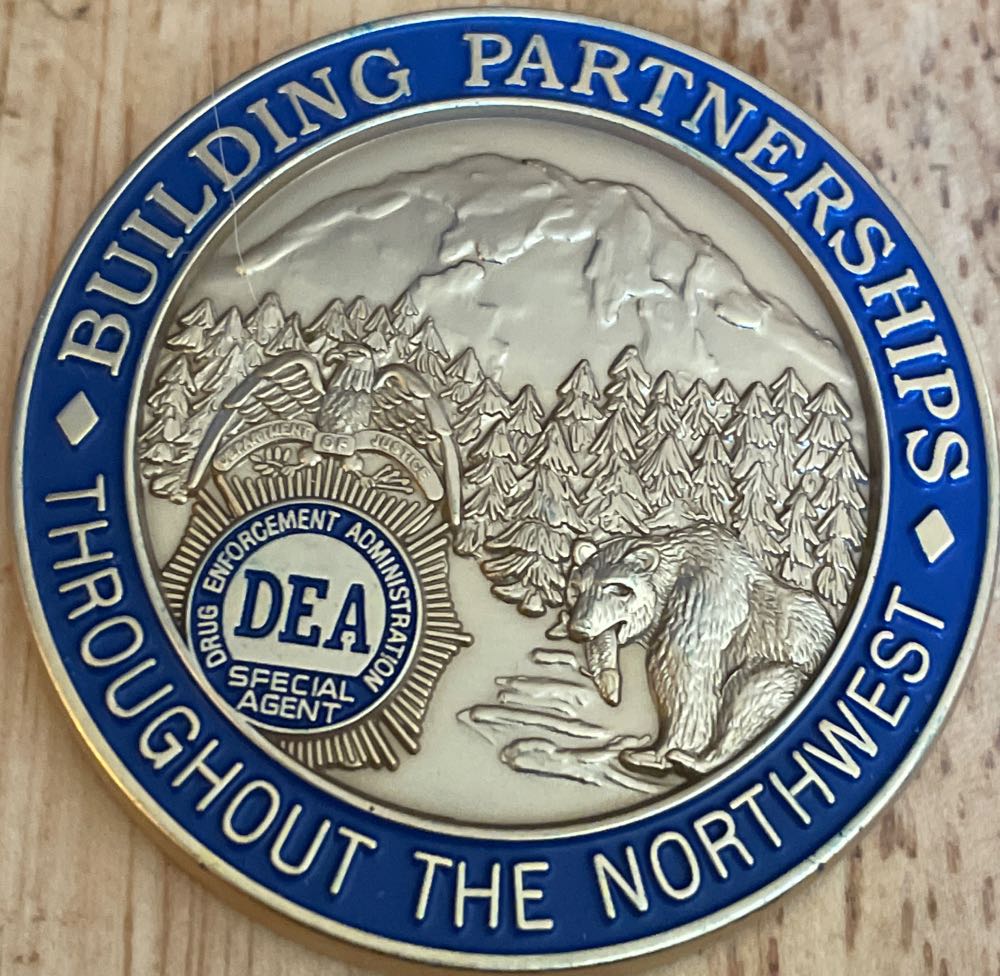 BUILDING PARTNERSHIPS
THROUGHOUT THE NORTHWEST
DEPARTMENT OF JUSTICE
DRUG ENFORCEMENT ADMINISTRATION
DEA
SPECIAL
AGENT